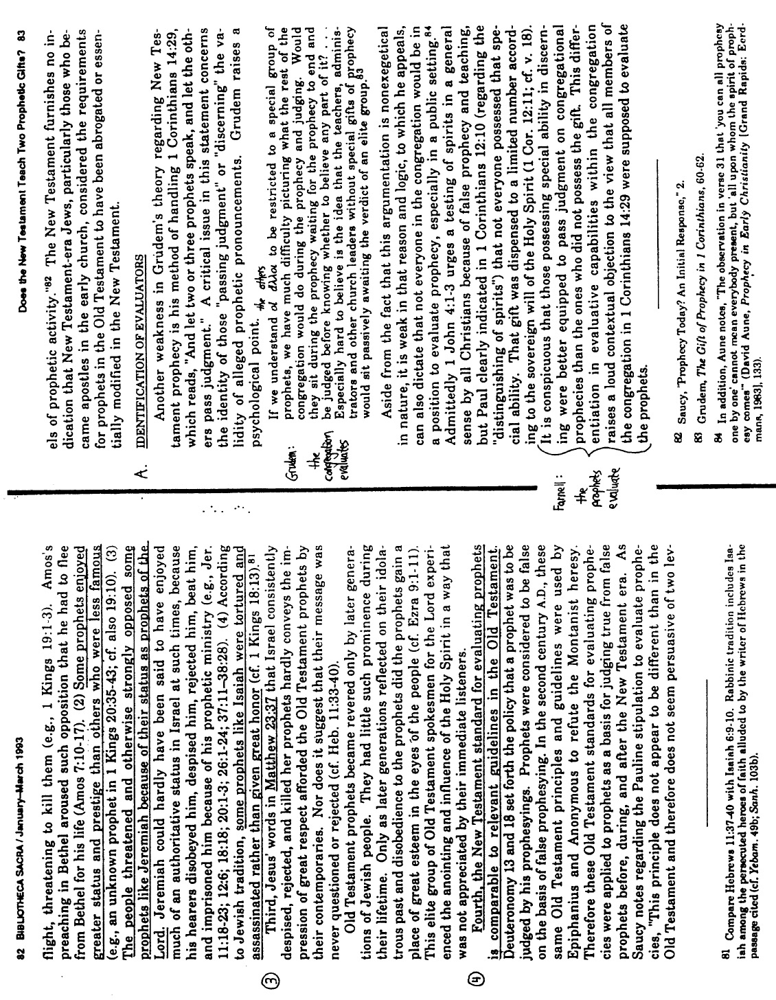 82 BIBLIOTHECA SACRA / January–March 1993
flight, threatening to kill them (e.g., 1 Kings 19:1-3). Amos's
preaching in Bethel aroused such opposition that he had to flee
from Bethel for his life (Amos 7:10-17). (2) Some prophets enjoyed
greater status and prestige than others who were less famous
(e.g., an unknown prophet in 1 Kings 20:35-43; cf. also 19:10). (3)
The people threatened and otherwise strongly opposed some
prophets like Jeremiah because of their status as prophets of the
Lord. Jeremiah could hardly have been said to have enjoyed
much of an authoritative status in Israel at such times, because
his hearers disobeyed him, despised him, rejected him, beat him,
and imprisoned him because of his prophetic ministry (e.g., Jer.
11:18-23; 12:6; 18:18; 20:1-3; 26:1-24; 37:11–38:28). (4) According
to Jewish tradition, some prophets like Isaiah were tortured and
assassinated rather than given great honor (cf. 1 Kings 18:13).81
③
Third, Jesus' words in Matthew 23:37 that Israel consistently
despised, rejected, and killed her prophets hardly conveys the im-
pression of great respect afforded the Old Testament prophets by
their contemporaries. Nor does it suggest that their message was
never questioned or rejected (cf. Heb. 11:33-40).
Old Testament prophets became revered only by later genera-
tions of Jewish people. They had little such prominence during
their lifetime. Only as later generations reflected on their idola-
trous past and disobedience to the prophets did the prophets gain a
place of great esteem in the eyes of the people (cf. Ezra 9:1-11).
This elite group of Old Testament spokesmen for the Lord experi-
enced the anointing and influence of the Holy Spirit in a way that
was not appreciated by their immediate listeners.
④
Fourth, the New Testament standard for evaluating prophets
is comparable to relevant guidelines in the Old Testament.
Deuteronomy 13 and 18 set forth the policy that a prophet was to be
judged by his prophesyings. Prophets were considered to be false
on the basis of false prophesying. In the second century A.D., these
same Old Testament principles and guidelines were used by
Epiphanius and Anonymous to refute the Montanist heresy.
Therefore these Old Testament standards for evaluating prophe-
cies were applied to prophets as a basis for judging true from false
prophets before, during, and after the New Testament era. As
Saucy notes regarding the Pauline stipulation to evaluate prophe-
cies, "This principle does not appear to be different than in the
Old Testament and therefore does not seem persuasive of two lev-
81 Compare Hebrews 11:37-40 with Isaiah 6:9-10. Rabbinic tradition includes Isa-
iah among the persecuted heroes of faith alluded to by the writer of Hebrews in the
passage cited (cf. Yebam. 49b; Sanh. 103b).
Does the New Testament Teach Two Prophetic Gifts? 83
els of prophetic activity."82 The New Testament furnishes no in-
dication that New Testament-era Jews, particularly those who be-
came apostles in the early church, considered the requirements
for prophets in the Old Testament to have been abrogated or essen-
tially modified in the New Testament.
A.
IDENTIFICATION OF EVALUATORS
Another weakness in Grudem's theory regarding New Tes-
tament prophecy is his method of handling 1 Corinthians 14:29,
which reads, "And let two or three prophets speak, and let the oth-
ers pass judgment." A critical issue in this statement concerns
the identity of those "passing judgment" or "discerning" the va-
lidity of alleged prophetic pronouncements. Grudem raises a
psychological point.
the others
If we understand οἱ ἄλλοι to be restricted to a special group of
prophets, we have much difficulty picturing what the rest of the
congregation would do during the prophecy and judging. Would
they sit during the prophecy waiting for the prophecy to end and
be judged before knowing whether to believe any part of it? . . .
Especially hard to believe is the idea that the teachers, adminis-
trators and other church leaders without special gifts of prophecy
would sit passively awaiting the verdict of an elite group.83
Grudem:
the
congregation
evaluates
Aside from the fact that this argumentation is nonexegetical
in nature, it is weak in that reason and logic, to which he appeals,
can also dictate that not everyone in the congregation would be in
a position to evaluate prophecy, especially in a public setting.84
Admittedly 1 John 4:1-3 urges a testing of spirits in a general
sense by all Christians because of false prophecy and teaching,
but Paul clearly indicated in 1 Corinthians 12:10 (regarding the
"distinguishing of spirits") that not everyone possessed that spe-
cial ability. That gift was dispensed to a limited number accord-
ing to the sovereign will of the Holy Spirit (1 Cor. 12:11; cf. v. 18).
It is conspicuous that those possessing special ability in discern-
ing were better equipped to pass judgment on congregational
prophecies than the ones who did not possess the gift. This differ-
entiation in evaluative capabilities within the congregation
raises a loud contextual objection to the view that all members of
the congregation in 1 Corinthians 14:29 were supposed to evaluate
the prophets.
Farnell:
the
prophets
evaluate
82 Saucy, "Prophecy Today? An Initial Response," 2.
83 Grudem, The Gift of Prophecy in 1 Corinthians, 60-62.
84 In addition, Aune notes, "The observation in verse 31 that 'you can all prophesy
one by one' cannot mean everybody present, but 'all upon whom the spirit of proph-
esy comes'" (David Aune, Prophecy in Early Christianity [Grand Rapids: Eerd-
mans, 1983], 133).